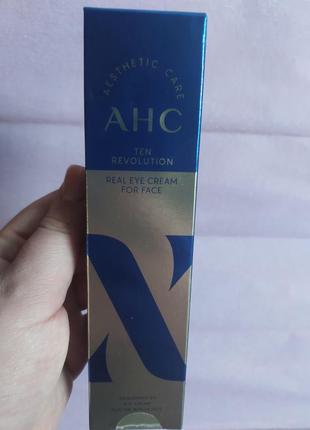 AESTHETIC CARE
AHC
TEN
REVOLUTION
REAL EYE CREAM
FOR FACE
X